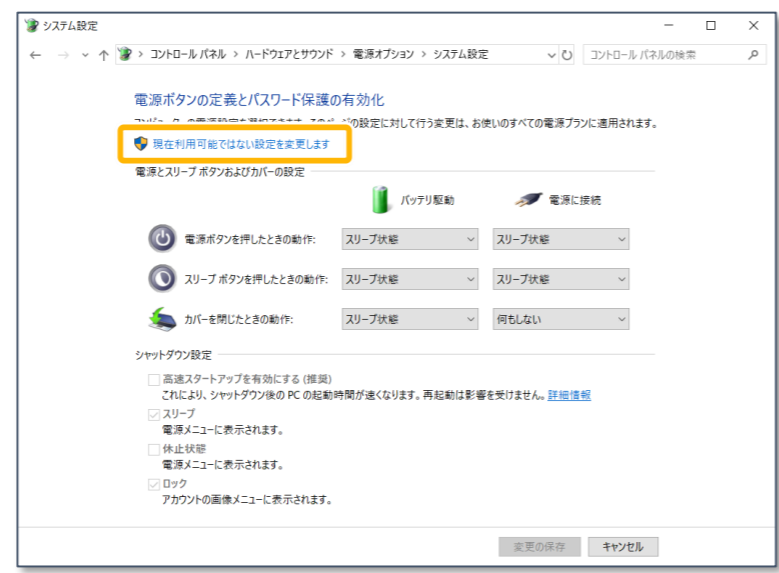 システム設定
コントロール パネル > ハードウェアとサウンド > 電源オプション > システム設定
コントロール パネルの検索
電源ボタンの定義とパスワード保護の有効化
の設定に対して行う変更は、お使いのすべての電源プランに適用されます。
現在利用可能ではない設定を変更します
電源とスリープ ボタンおよびカバーの設定
バッテリ駆動 電源に接続
電源ボタンを押したときの動作: スリープ状態 スリープ状態
スリープ ボタンを押したときの動作: スリープ状態 スリープ状態
カバーを閉じたときの動作: スリープ状態 何もしない
シャットダウン設定
高速スタートアップを有効にする (推奨)
これにより、シャットダウン後の PC の起動時間が速くなります。再起動は影響を受けません。詳細情報
スリープ
電源メニューに表示されます。
休止状態
電源メニューに表示されます。
ロック
アカウントの画像メニューに表示されます。
変更の保存 キャンセル